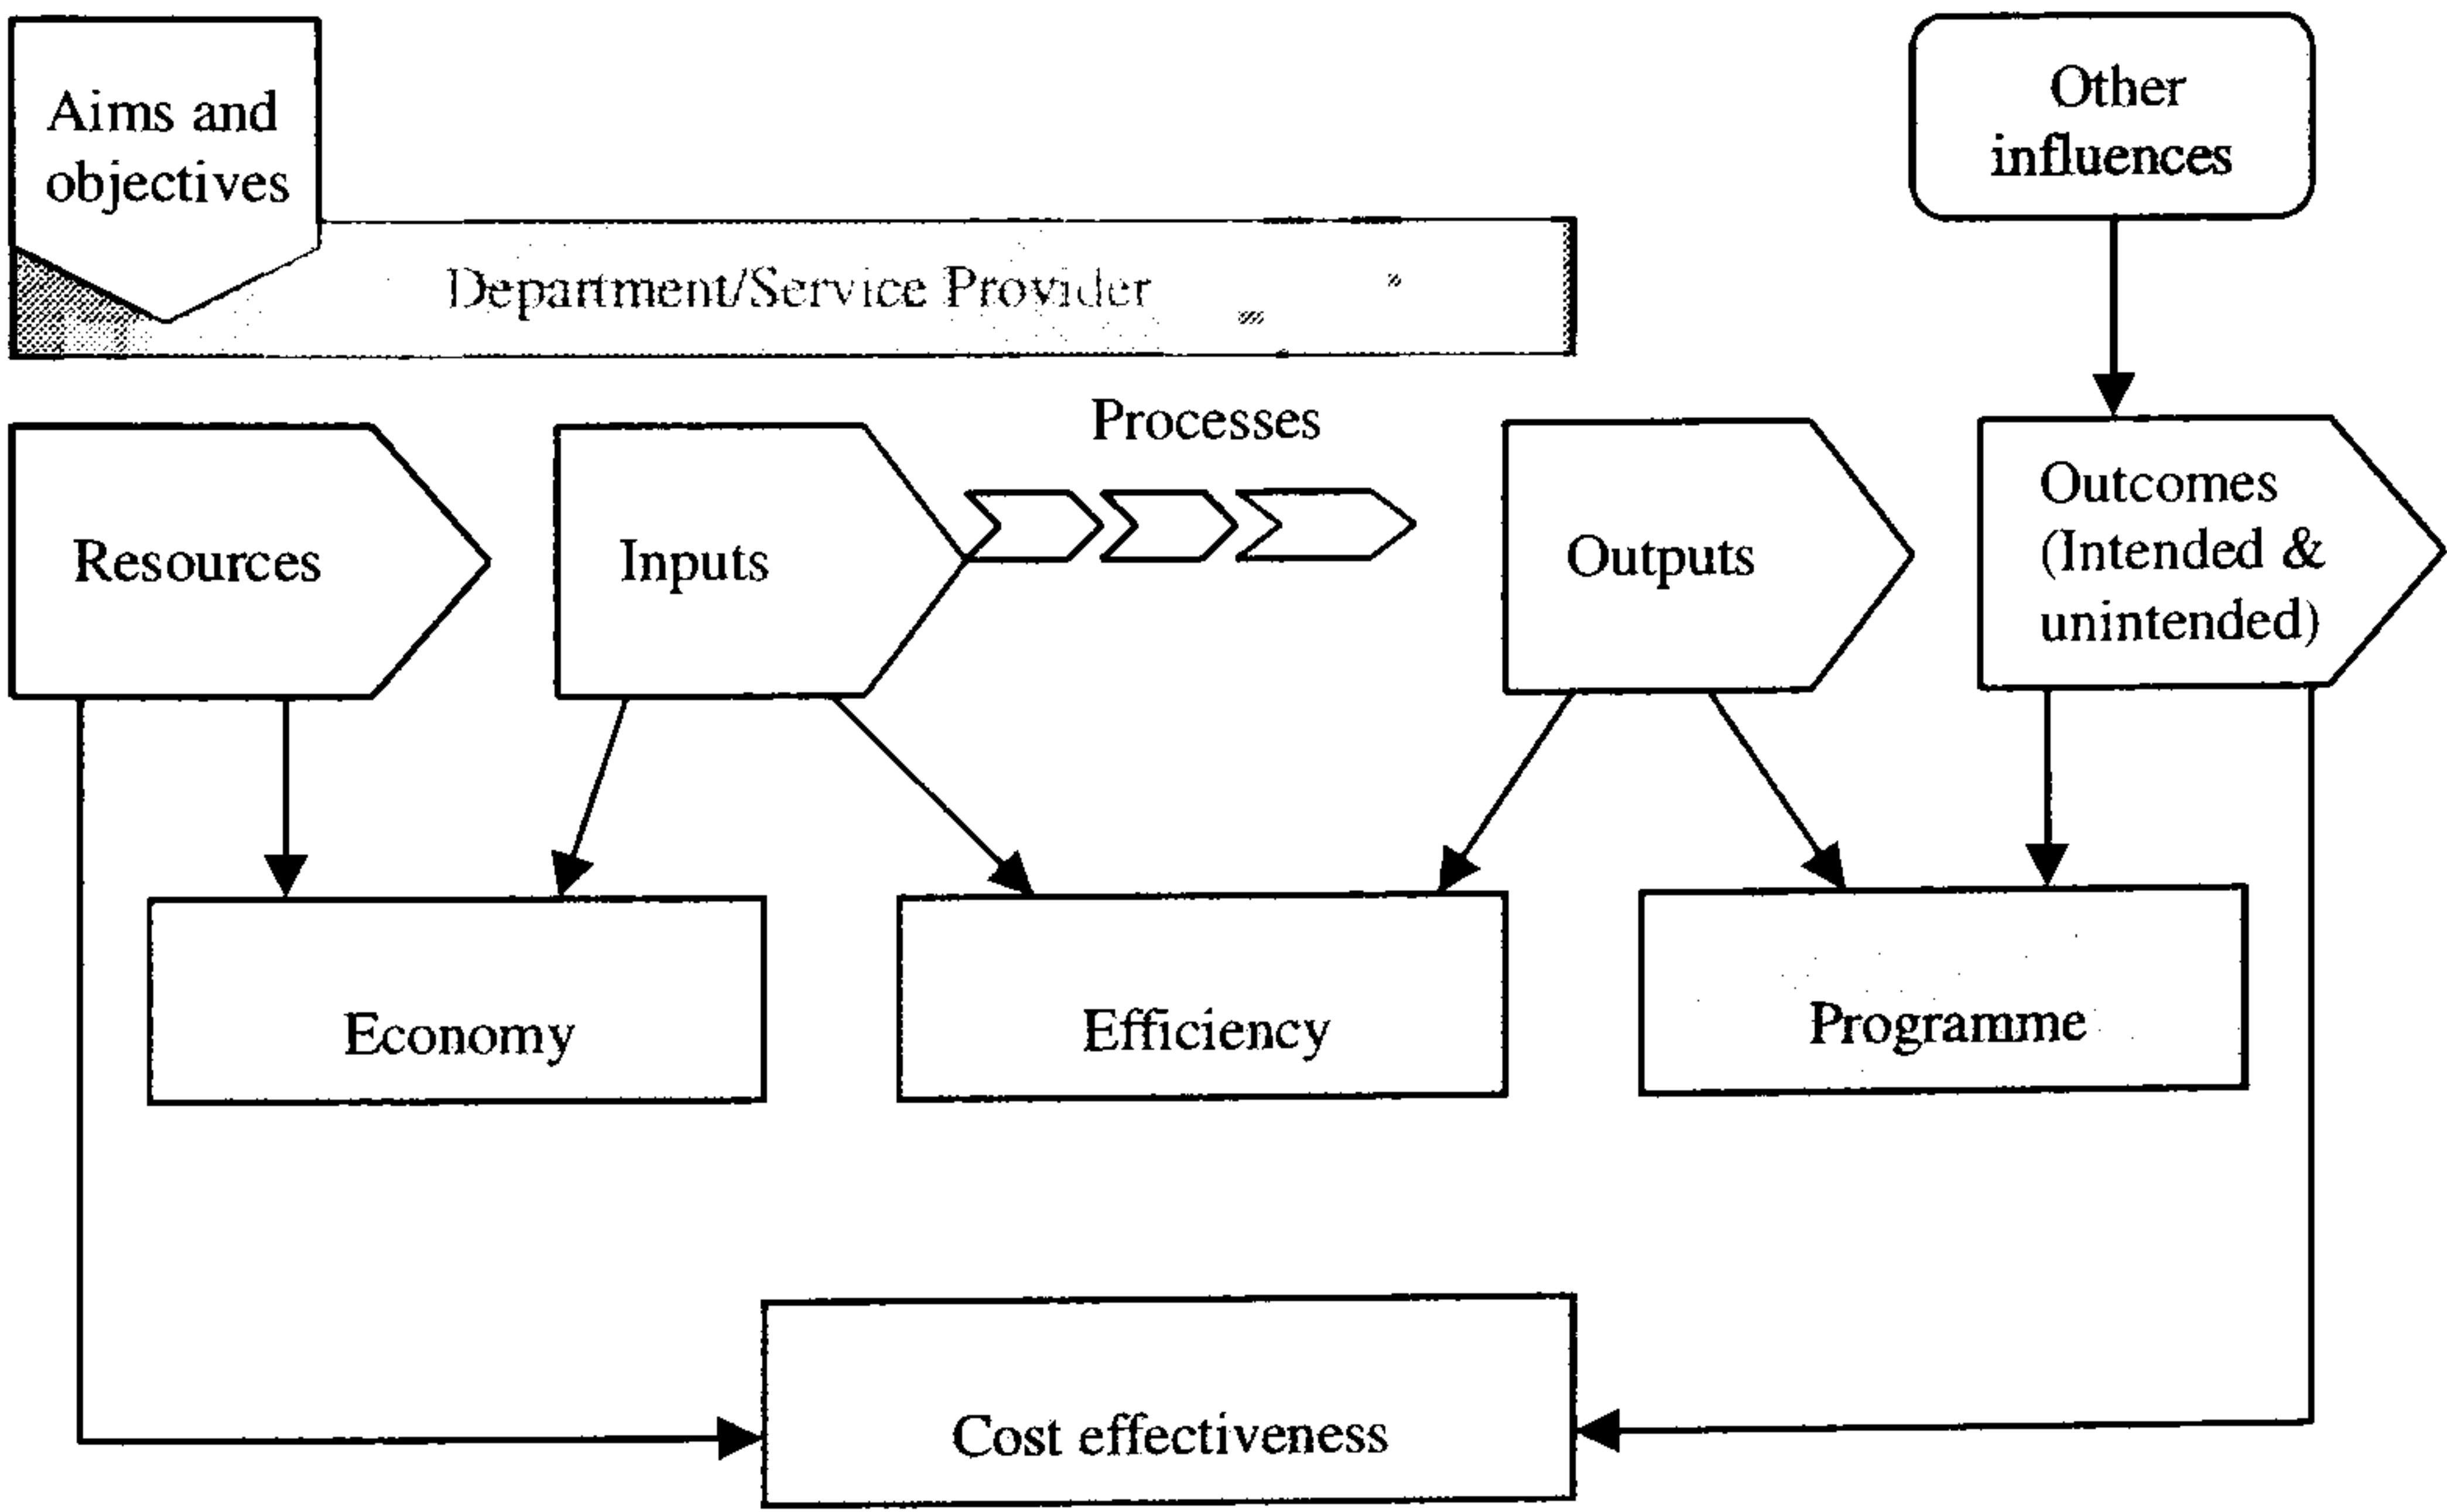 Aims and
objectives
Other
influences
Department/Service Provider
Processes
Resources
Inputs
Outputs
Outcomes
(Intended &
unintended)
Economy
Efficiency
Programme
Cost effectiveness